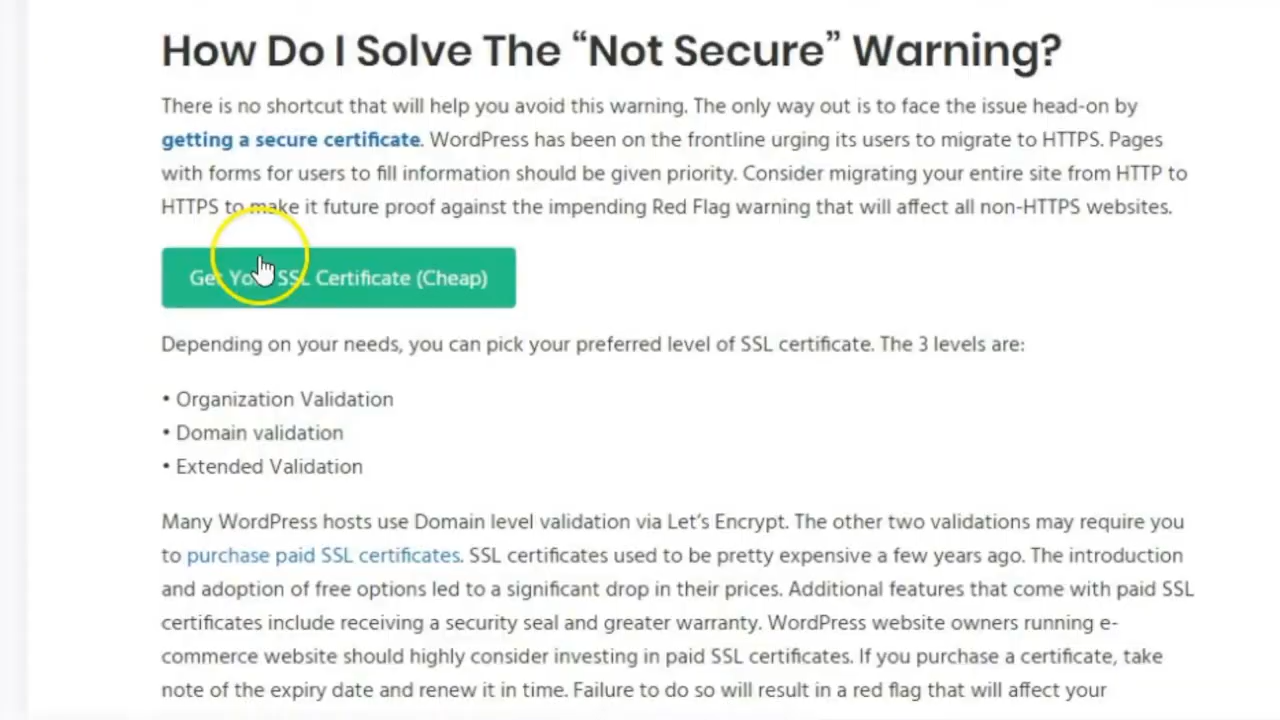 How Do I Solve The “Not Secure” Warning?
There is no shortcut that will help you avoid this warning. The only way out is to face the issue head-on by
getting a secure certificate. WordPress has been on the frontline urging its users to migrate to HTTPS. Pages
with forms for users to fill information should be given priority. Consider migrating your entire site from HTTP to
HTTPS to make it future proof against the impending Red Flag warning that will affect all non-HTTPS websites.
Get Your SSL Certificate (Cheap)
Depending on your needs, you can pick your preferred level of SSL certificate. The 3 levels are:
• Organization Validation
• Domain validation
• Extended Validation
Many WordPress hosts use Domain level validation via Let’s Encrypt. The other two validations may require you
to purchase paid SSL certificates. SSL certificates used to be pretty expensive a few years ago. The introduction
and adoption of free options led to a significant drop in their prices. Additional features that come with paid SSL
certificates include receiving a security seal and greater warranty. WordPress website owners running e-
commerce website should highly consider investing in paid SSL certificates. If you purchase a certificate, take
note of the expiry date and renew it in time. Failure to do so will result in a red flag that will affect your